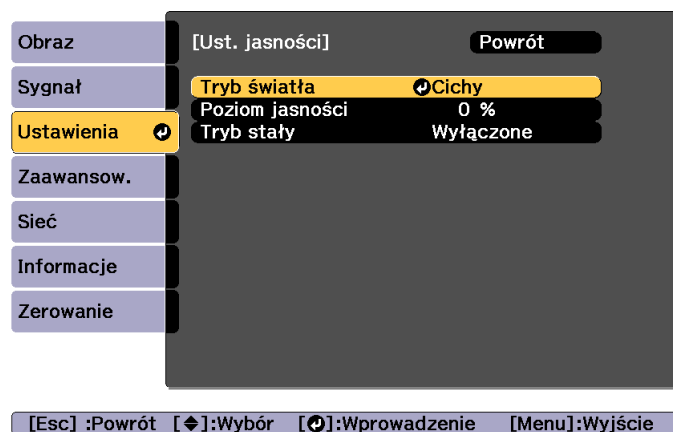 Obraz
Sygnał
Ustawienia
Zaawansow.
Sieć
Informacje
Zerowanie
[Ust. jasności] Powrót
Tryb światła Cichy
Poziom jasności 0 %
Tryb stały Wyłączone
[Esc] :Powrót [◆]:Wybór [↵]:Wprowadzenie [Menu]:Wyjście